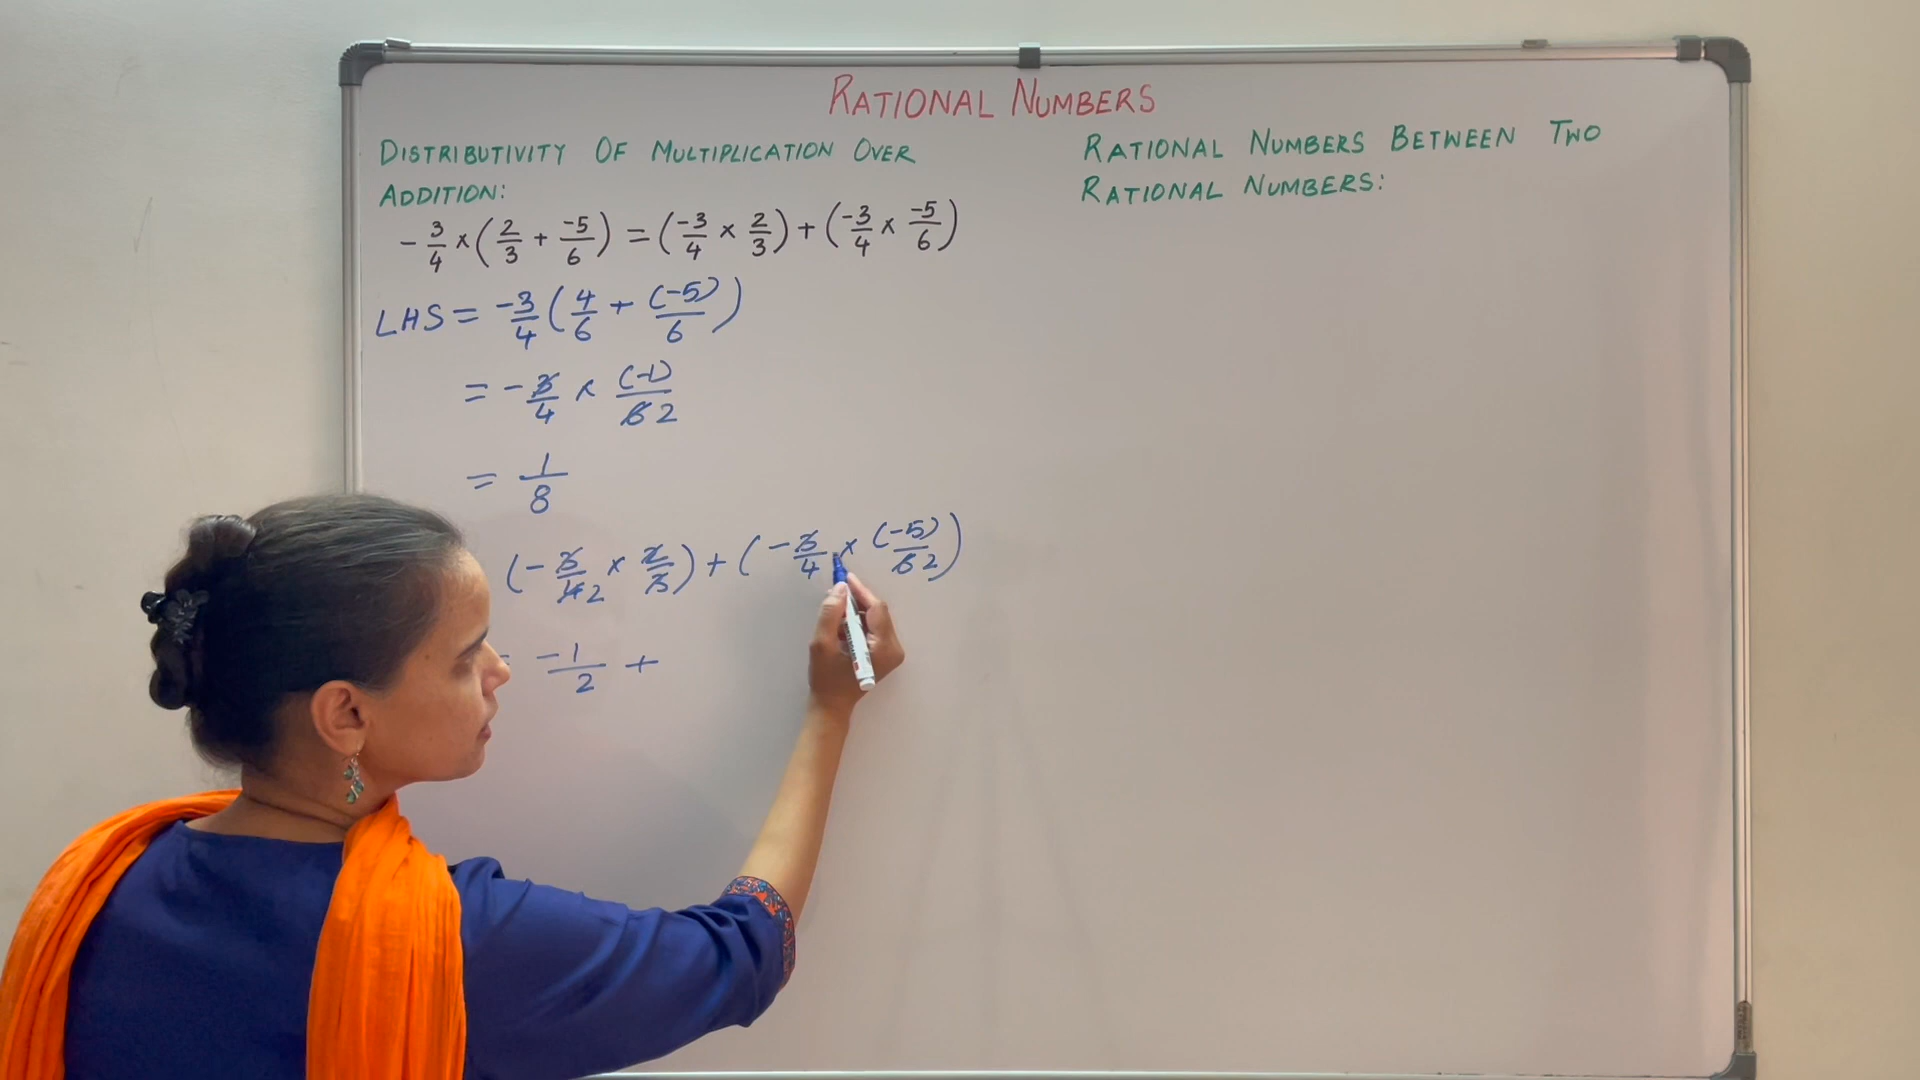 RATIONAL NUMBERS
DISTRIBUTIVITY OF MULTIPLICATION OVER
ADDITION:
-3/4 × (2/3 + -5/6) = (-3/4 × 2/3) + (-3/4 × -5/6)
LHS = -3/4 (4/6 + (-5)/6)
= -3/4 × (-1)/6 2
= 1/8
(-3/4 2 × 2/3) + (-3/4 × (-5)/6 2)
= -1/2 +
RATIONAL NUMBERS BETWEEN TWO
RATIONAL NUMBERS: